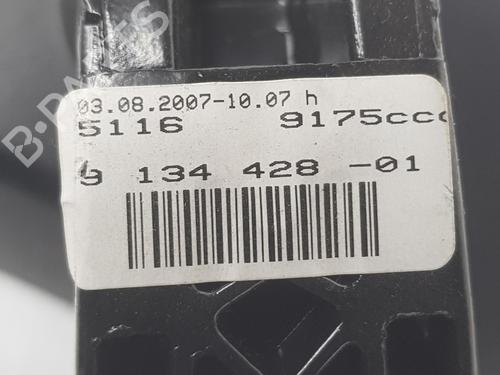 03.08.2007-10.07 h
5116 9175ccc
9 134 428 -01
B-PARTS